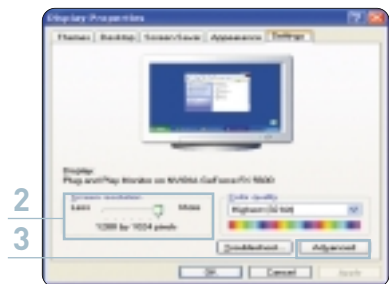 Display Properties
Themes Desktop Screen Saver Appearance Settings
Display:
Plug and Play Monitor on NVIDIA GeForce FX
2
Screen resolution
Less More
1280 by 1024 pixels
Color quality
Highest (32 bit)
3
Troubleshoot... Advanced
OK Cancel Apply